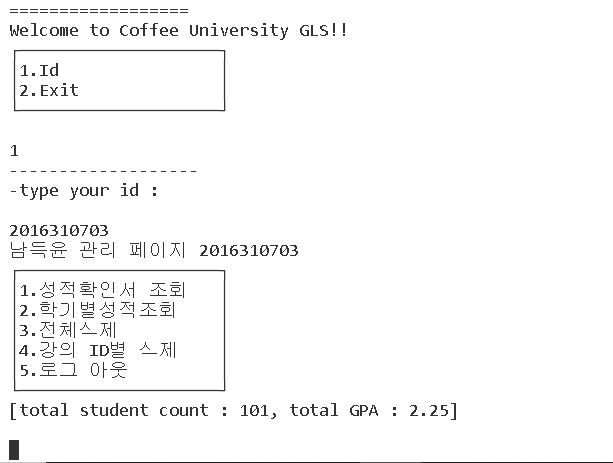 ==================
Welcome to Coffee University GLS!!
1.Id
2.Exit
1
-------------------
-type your id :
2016310703
남득윤 관리 페이지 2016310703
1.성적확인서 조회
2.학기별성적조회
3.전체스제
4.강의 ID별 스제
5.로그 아웃
[total student count : 101, total GPA : 2.25]